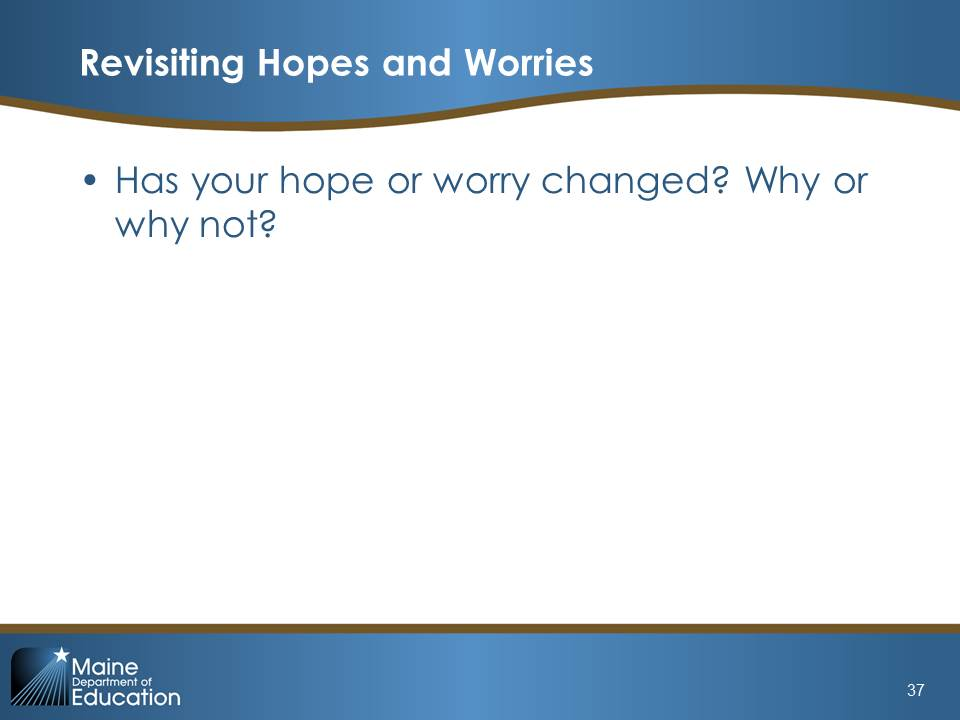 Revisiting Hopes and Worries
• Has your hope or worry changed? Why or
why not?
Maine
Department of
Education
37